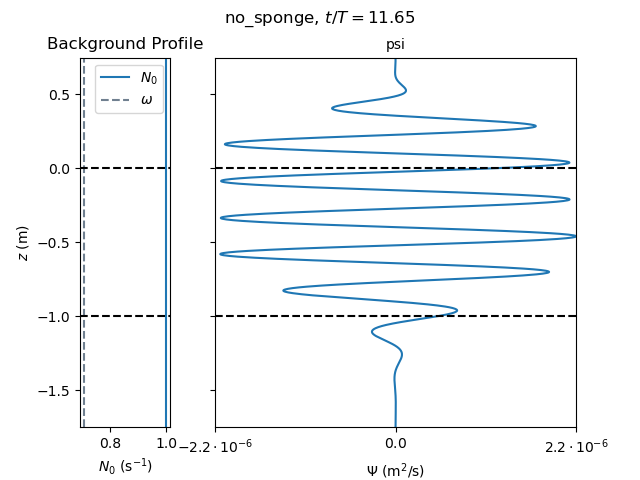 no_sponge, t/T = 11.65
Background Profile
psi
N₀
ω
0.5
0.0
−0.5
−1.0
−1.5
z (m)
0.8
1.0
−2.2 · 10⁻⁶
0.0
2.2 · 10⁻⁶
N₀ (s⁻¹)
Ψ (m²/s)